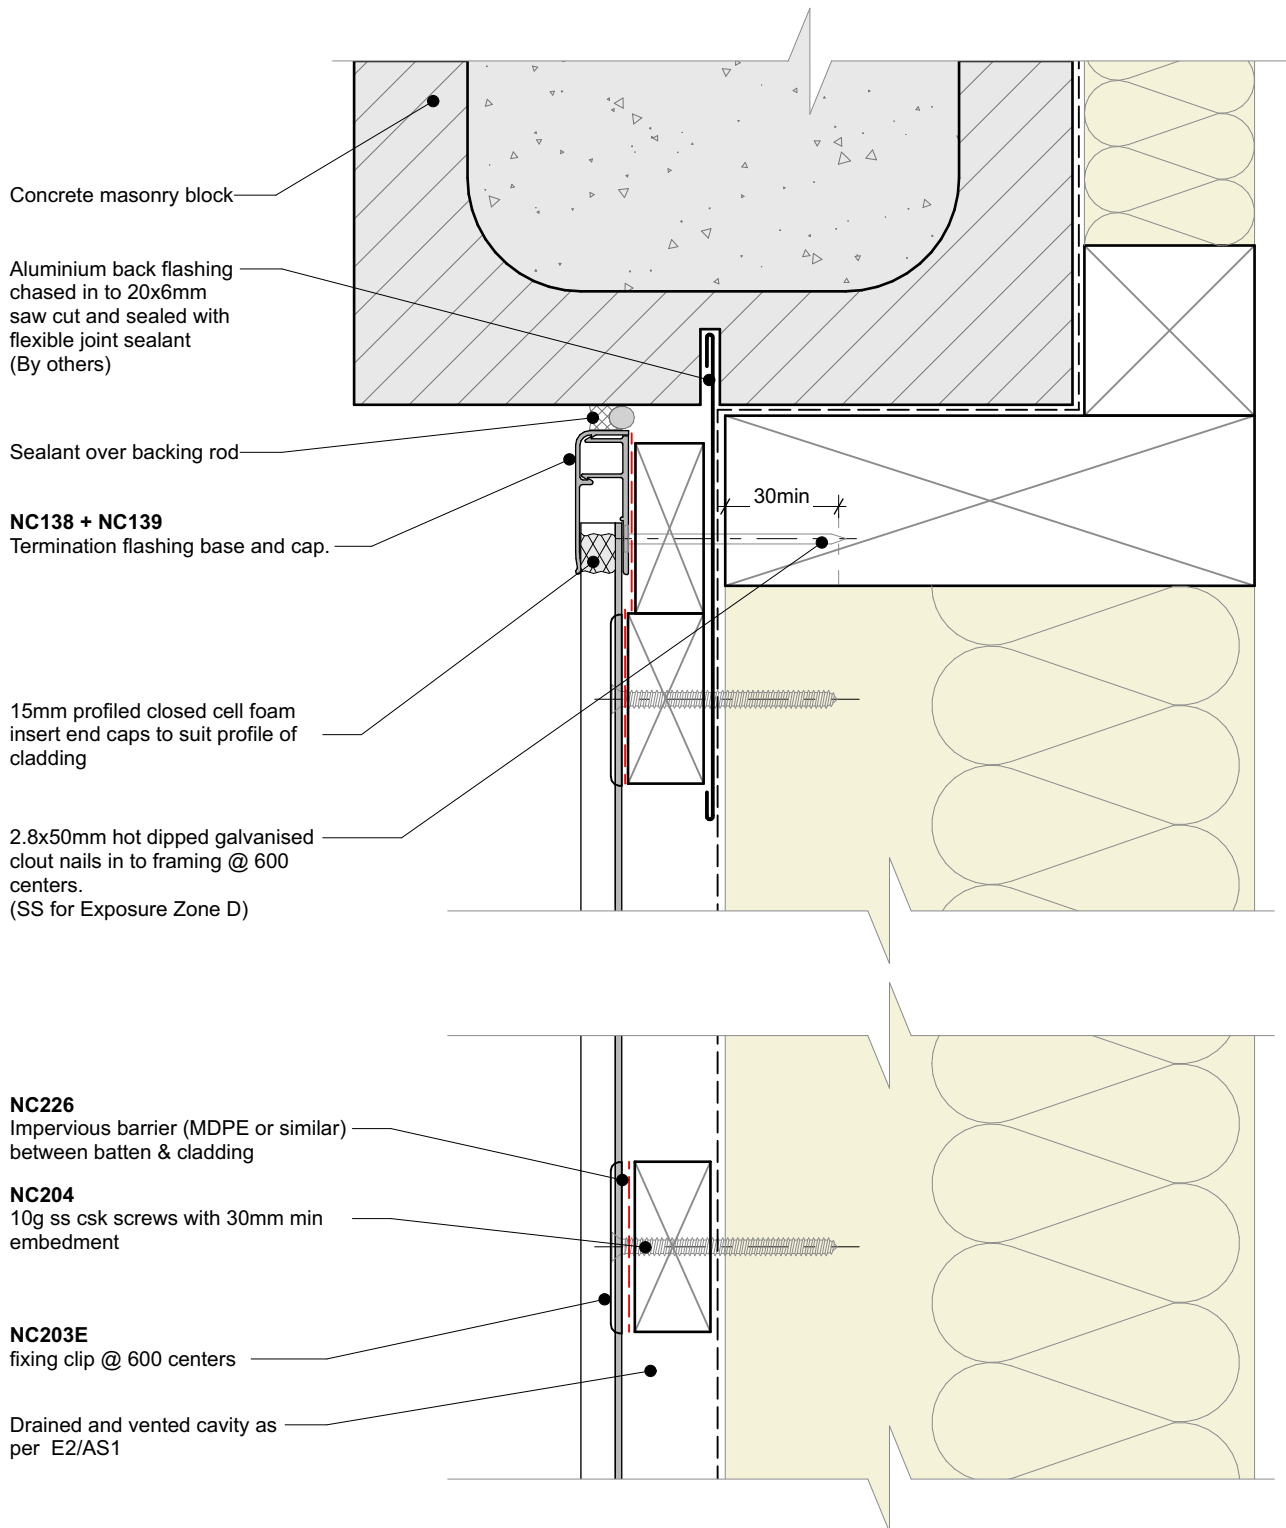 Concrete masonry block
Aluminium back flashing
chased in to 20x6mm
saw cut and sealed with
flexible joint sealant
(By others)
Sealant over backing rod
30min
NC138 + NC139
Termination flashing base and cap.
15mm profiled closed cell foam
insert end caps to suit profile of
cladding
2.8x50mm hot dipped galvanised
clout nails in to framing @ 600
centers.
(SS for Exposure Zone D)
NC226
Impervious barrier (MDPE or similar)
between batten & cladding
NC204
10g ss csk screws with 30mm min
embedment
NC203E
fixing clip @ 600 centers
Drained and vented cavity as
per E2/AS1